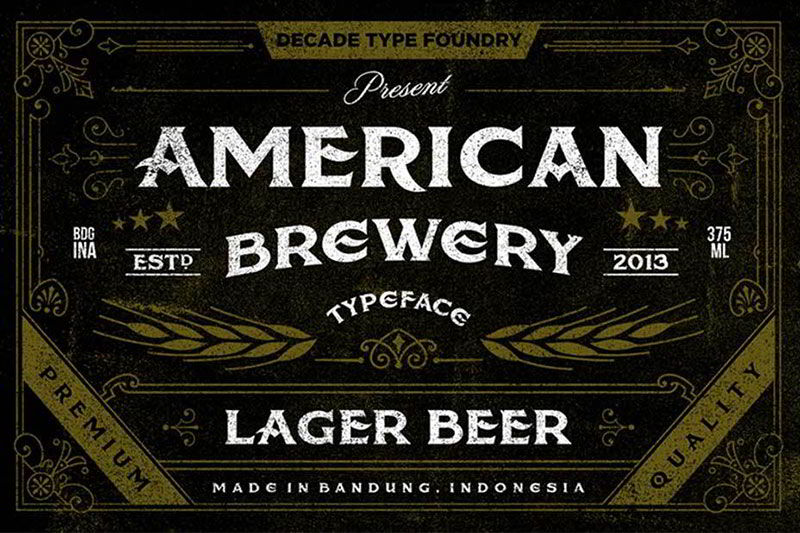 DECADE TYPE FOUNDRY
Present
AMERICAN
BREWERY
BDG
INA
ESTD
2013
375
ML
TYPEFACE
PREMIUM
LAGER BEER
QUALITY
MADE IN BANDUNG, INDONESIA